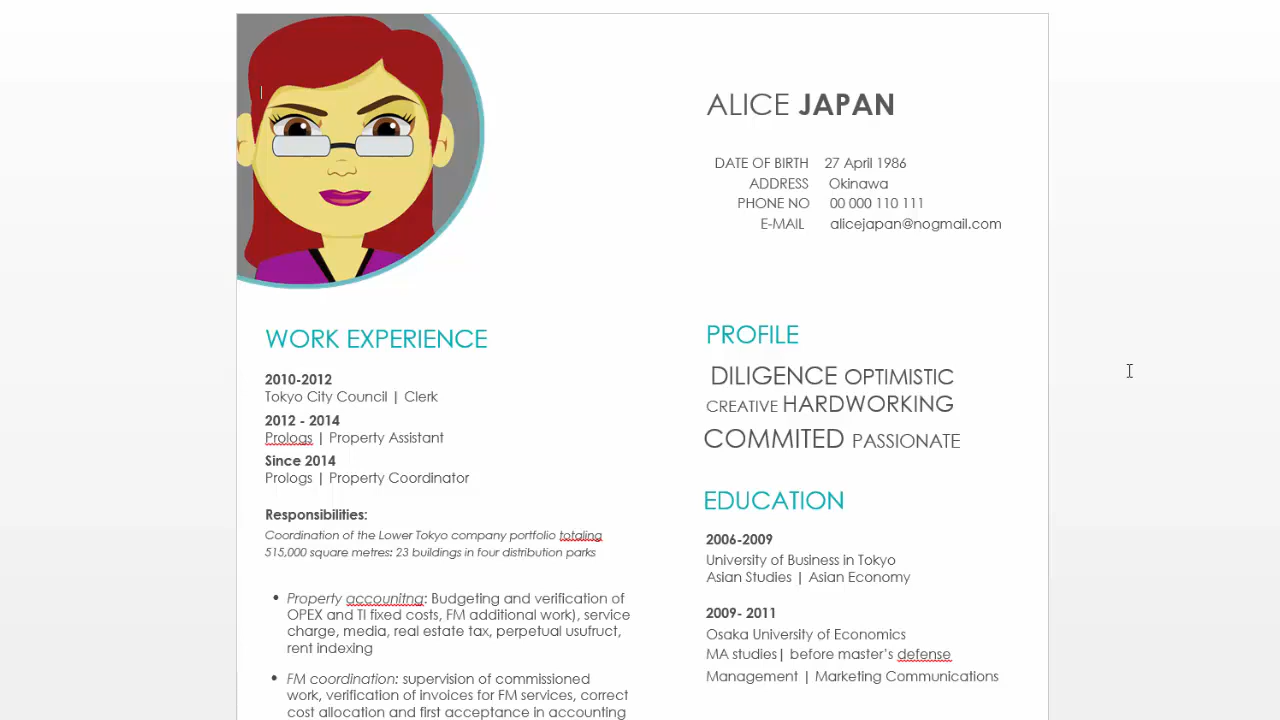 ALICE JAPAN
DATE OF BIRTH 27 April 1986
ADDRESS Okinawa
PHONE NO 00 000 110 111
E-MAIL alicejapan@nogmail.com
WORK EXPERIENCE
2010-2012
Tokyo City Council | Clerk
2012 - 2014
Prologs | Property Assistant
Since 2014
Prologs | Property Coordinator
Responsibilities:
Coordination of the Lower Tokyo company portfolio totaling
515,000 square metres: 23 buildings in four distribution parks
• Property accounitng: Budgeting and verification of
OPEX and TI fixed costs, FM additional work), service
charge, media, real estate tax, perpetual usufruct,
rent indexing
• FM coordination: supervision of commissioned
work, verification of invoices for FM services, correct
cost allocation and first acceptance in accounting
PROFILE
DILIGENCE OPTIMISTIC
CREATIVE HARDWORKING
COMMITED PASSIONATE
EDUCATION
2006-2009
University of Business in Tokyo
Asian Studies | Asian Economy
2009- 2011
Osaka University of Economics
MA studies| before master's defense
Management | Marketing Communications